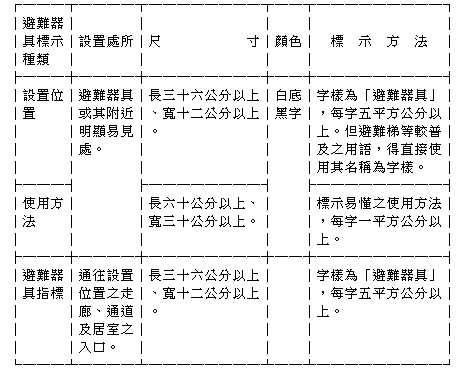 避難器具標示種類 設置處所 尺寸 顏色 標示方法
設置位置 避難器具或其附近明顯易見處。 長三十六公分以上、寬十二公分以上。 白底黑字 字樣為「避難器具」，每字五平方公分以上。但避難梯等較普及之用語，得直接使用其名稱為字樣。
使用方法 長六十公分以上、寬三十公分以上。 標示易懂之使用方法，每字一平方公分以上。
避難器具指標 通往設置位置之走廊、通道及居室之入口。 長三十六公分以上、寬十二公分以上。 字樣為「避難器具」，每字五平方公分以上。